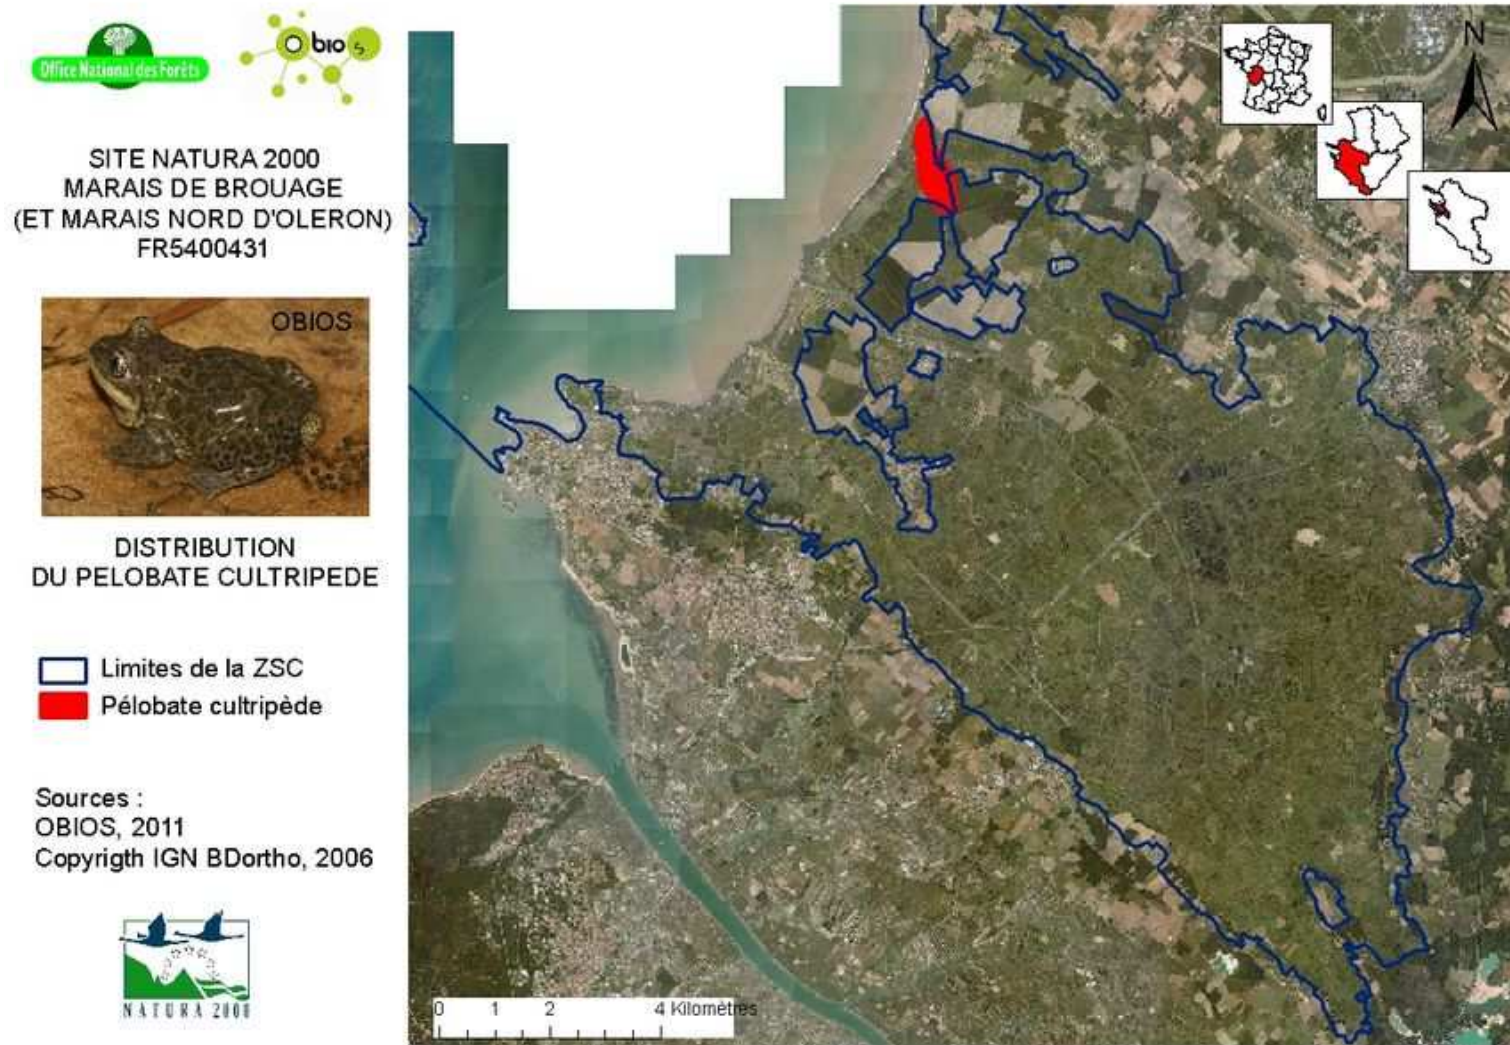 Office National des Forêts
Obios
SITE NATURA 2000
MARAIS DE BROUAGE
(ET MARAIS NORD D'OLERON)
FR5400431
OBIOS
DISTRIBUTION
DU PELOBATE CULTRIPEDE
Limites de la ZSC
Pélobate cultripède
Sources :
OBIOS, 2011
Copyrigth IGN BDortho, 2006
NATURA 2000
N
0 1 2 4 Kilomètres